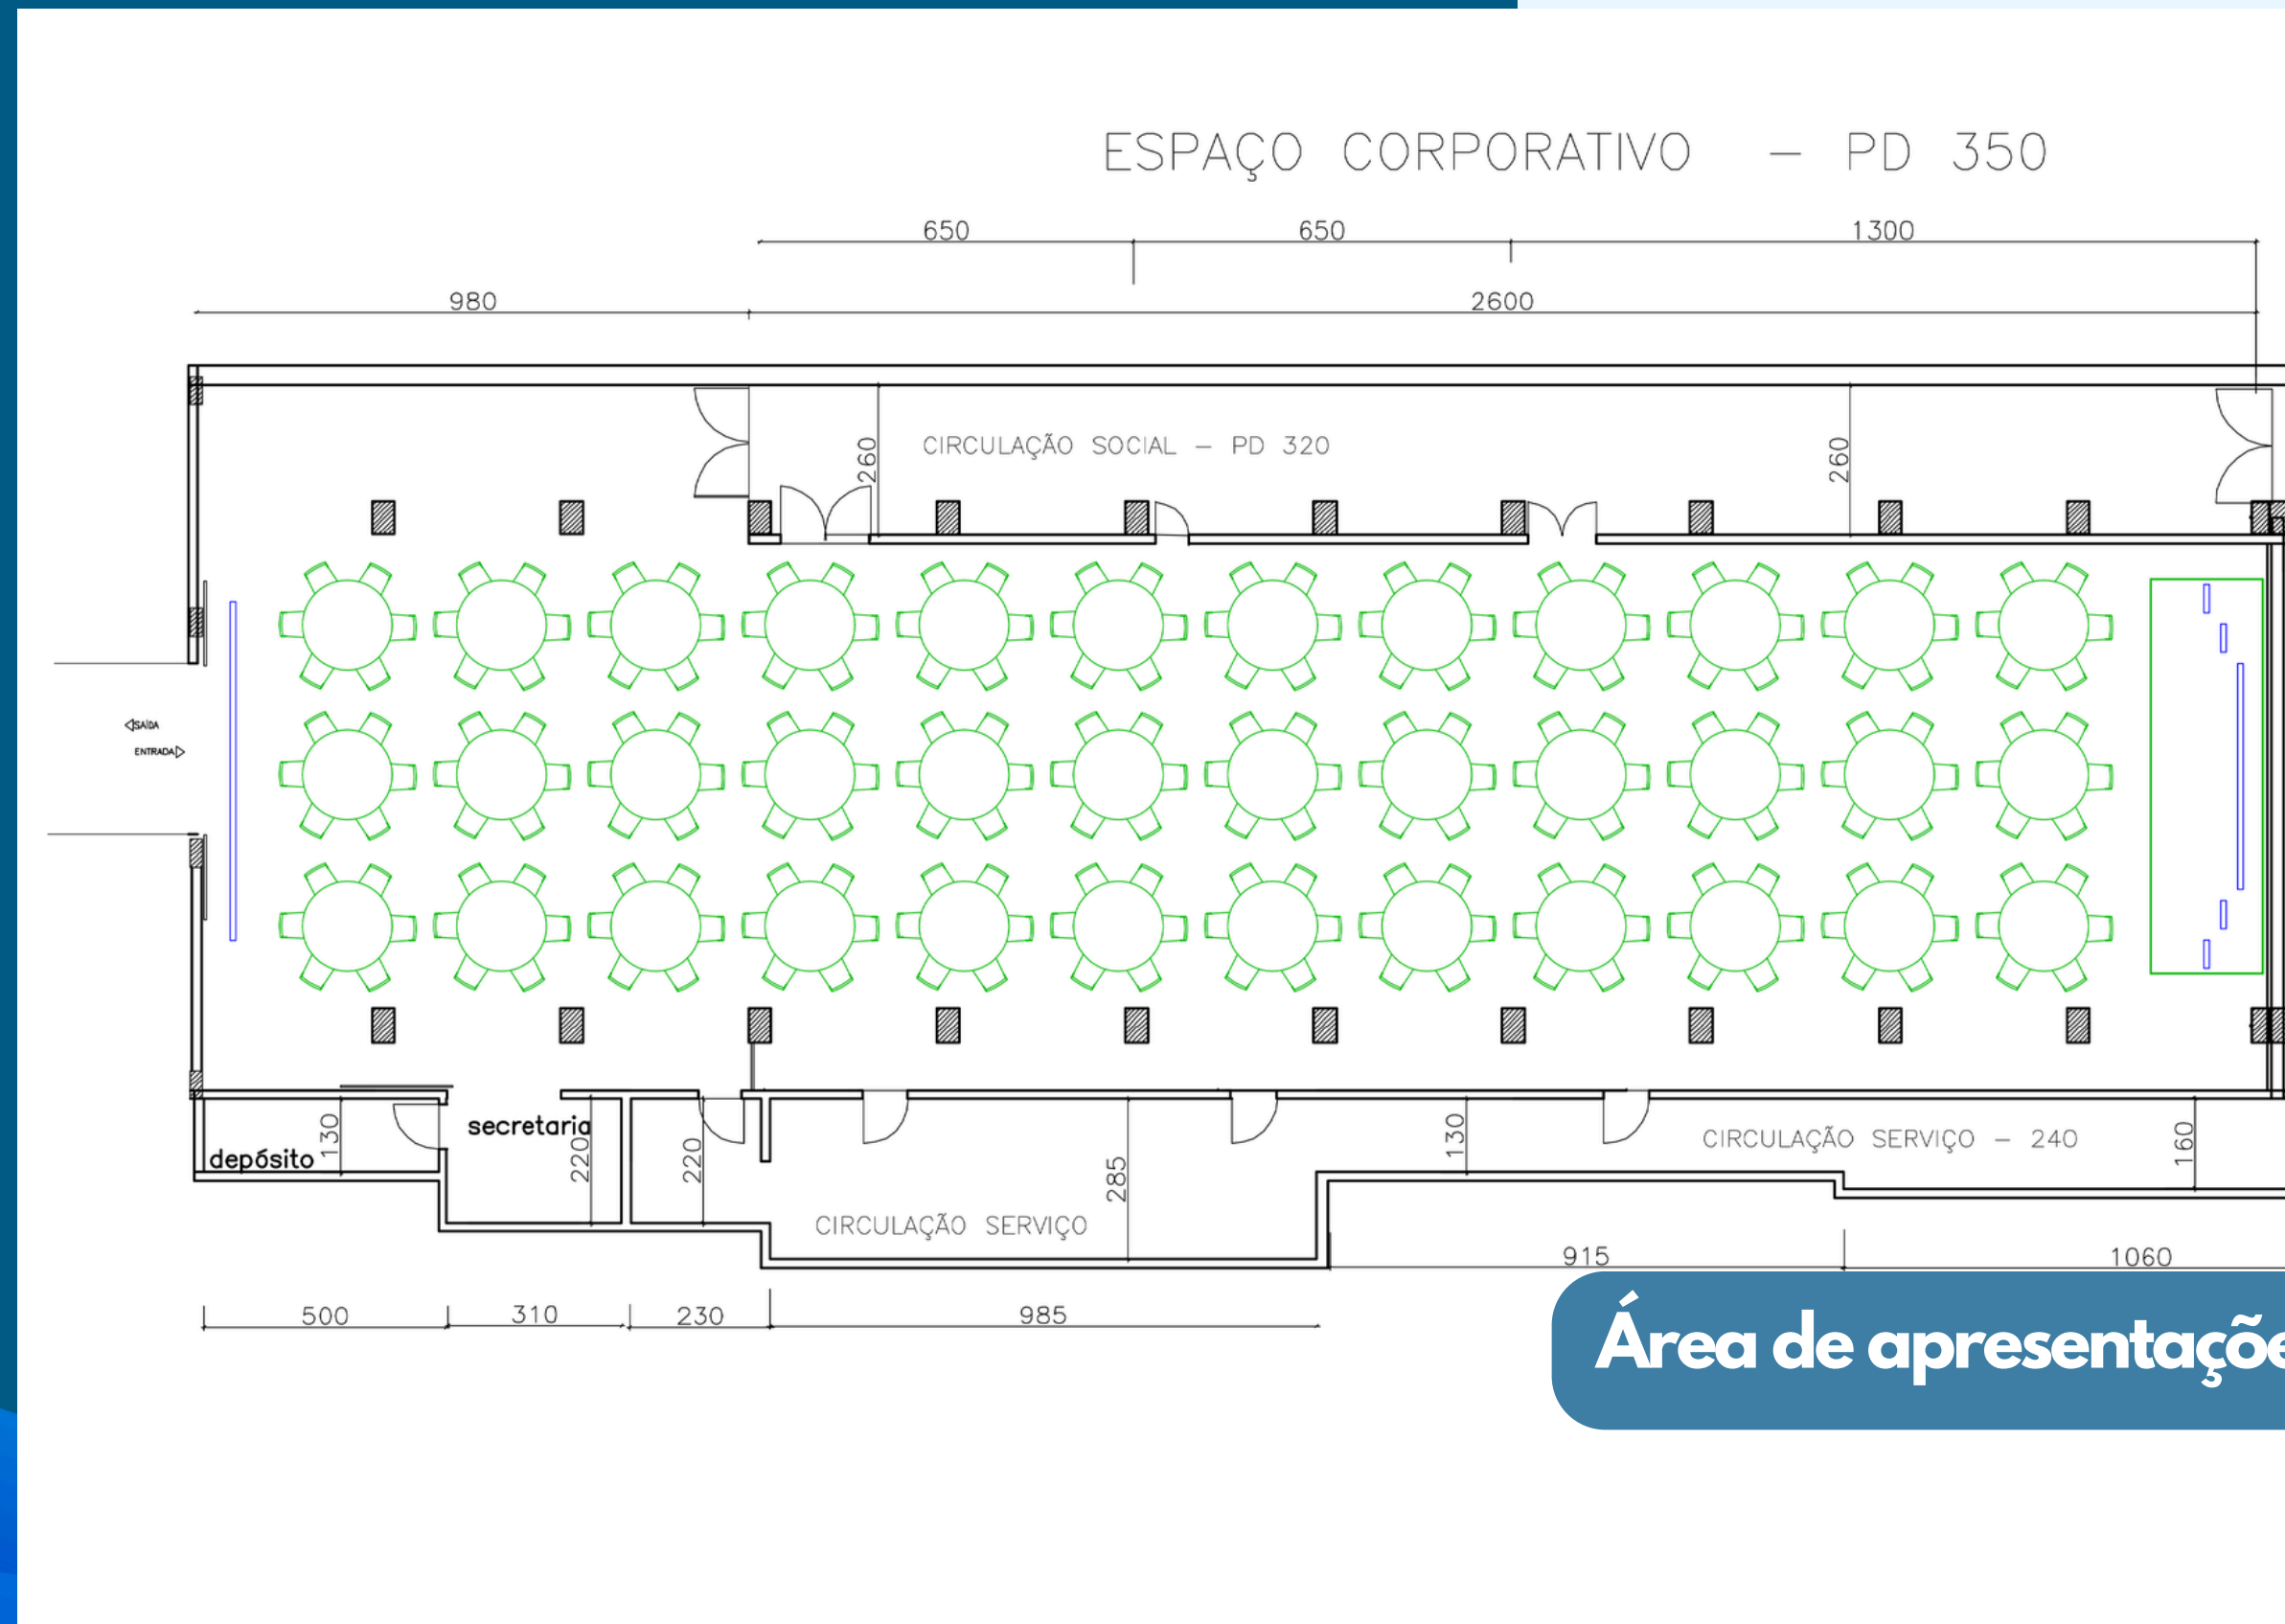 ESPAÇO CORPORATIVO – PD 350
650 650 1300
980 2600
260 CIRCULAÇÃO SOCIAL – PD 320 260
◁SAÍDA
ENTRADA▷
depósito 130 secretaria 220 220 285 130 CIRCULAÇÃO SERVIÇO – 240 160
CIRCULAÇÃO SERVIÇO
915 1060
500 310 230 985
Área de apresentaçõe